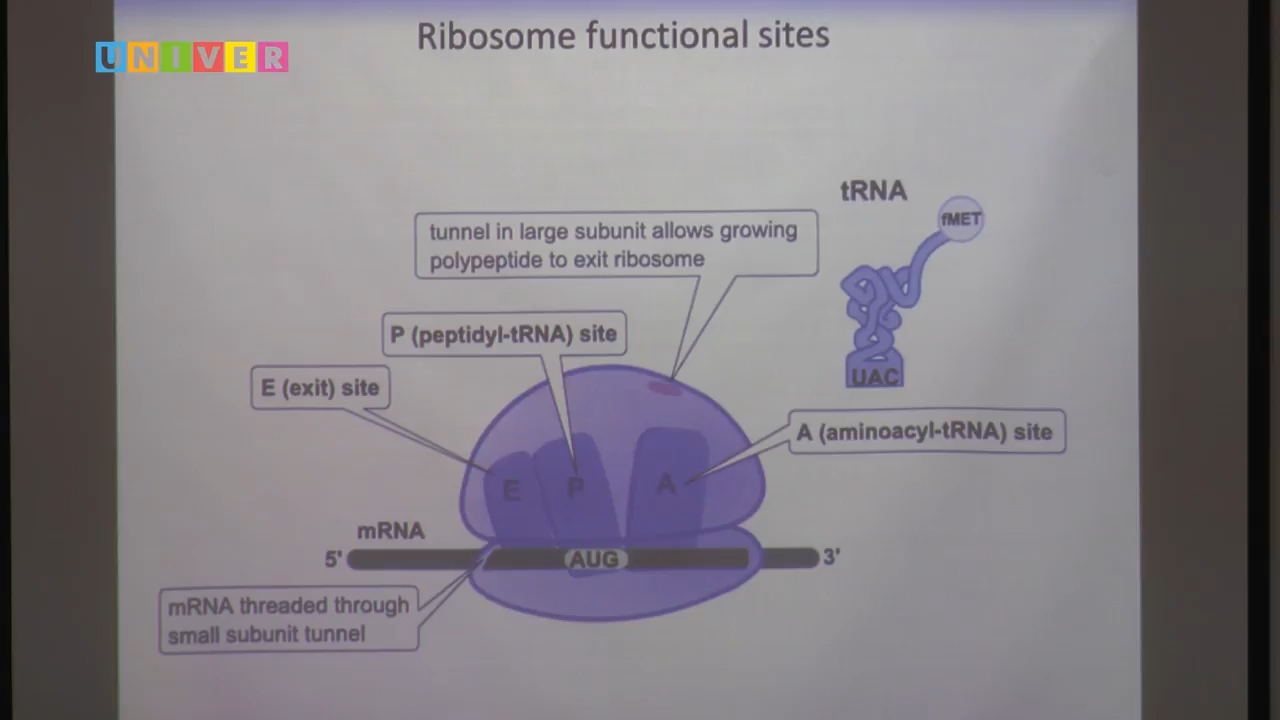 Ribosome functional sites
UNIVER
tRNA
fMET
tunnel in large subunit allows growing
polypeptide to exit ribosome
P (peptidyl-tRNA) site
UAC
E (exit) site
A (aminoacyl-tRNA) site
E
P
A
mRNA
5'
AUG
3'
mRNA threaded through
small subunit tunnel